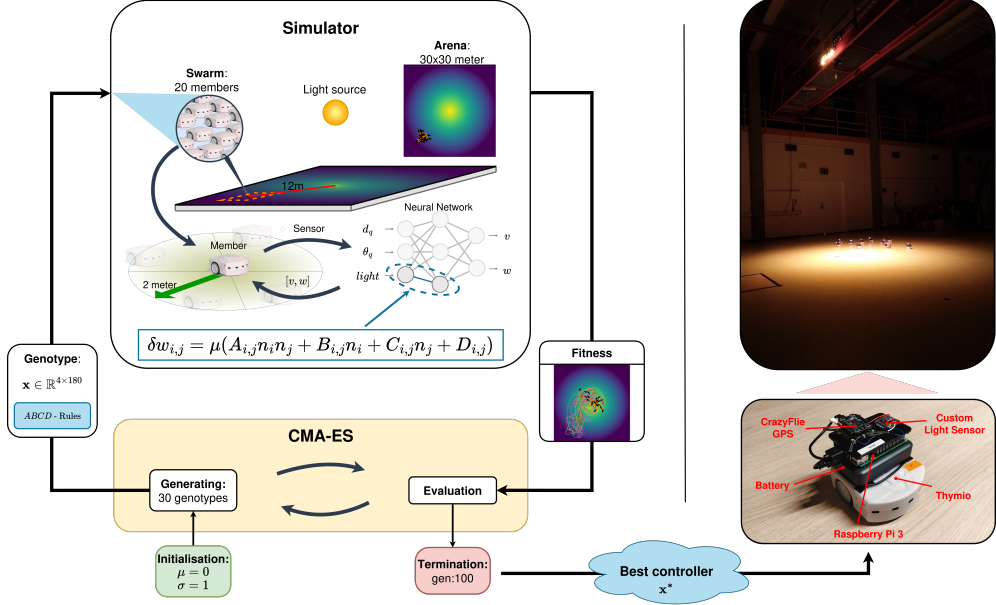 Simulator
Swarm:
20 members
Light source
Arena:
30x30 meter
12m
Neural Network
Sensor
Member
2 meter
[v, w]
d_q
θ_q
light
v
w
δw_{i,j} = μ(A_{i,j}n_in_j + B_{i,j}n_i + C_{i,j}n_j + D_{i,j})
Genotype:
x ∈ ℝ^{4×180}
ABCD - Rules
Fitness
CMA-ES
Generating:
30 genotypes
Evaluation
Initialisation:
μ = 0
σ = 1
Termination:
gen:100
Best controller
x*
CrazyFlie
GPS
Custom
Light Sensor
Battery
Thymio
Raspberry Pi 3